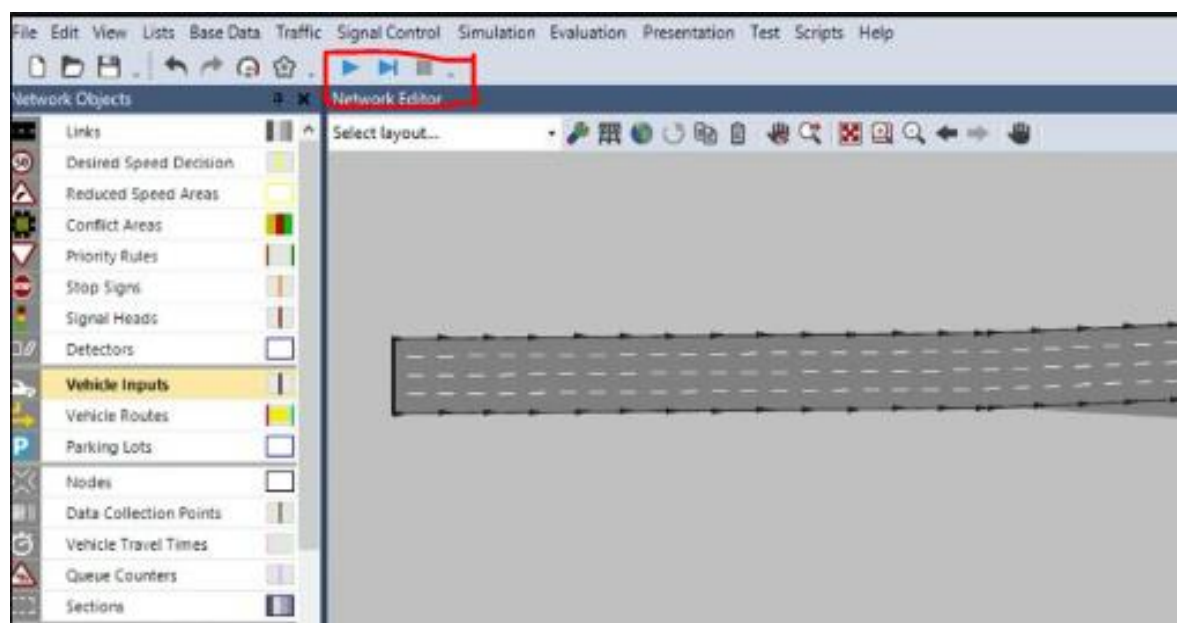 File Edit View Lists Base Data Traffic Signal Control Simulation Evaluation Presentation Test Scripts Help
Network Objects
Network Editor
Links
Select layout...
50
Desired Speed Decision
Reduced Speed Areas
Conflict Areas
Priority Rules
Stop Signs
Signal Heads
Detectors
Vehicle Inputs
Vehicle Routes
P
Parking Lots
Nodes
Data Collection Points
Vehicle Travel Times
Queue Counters
Sections